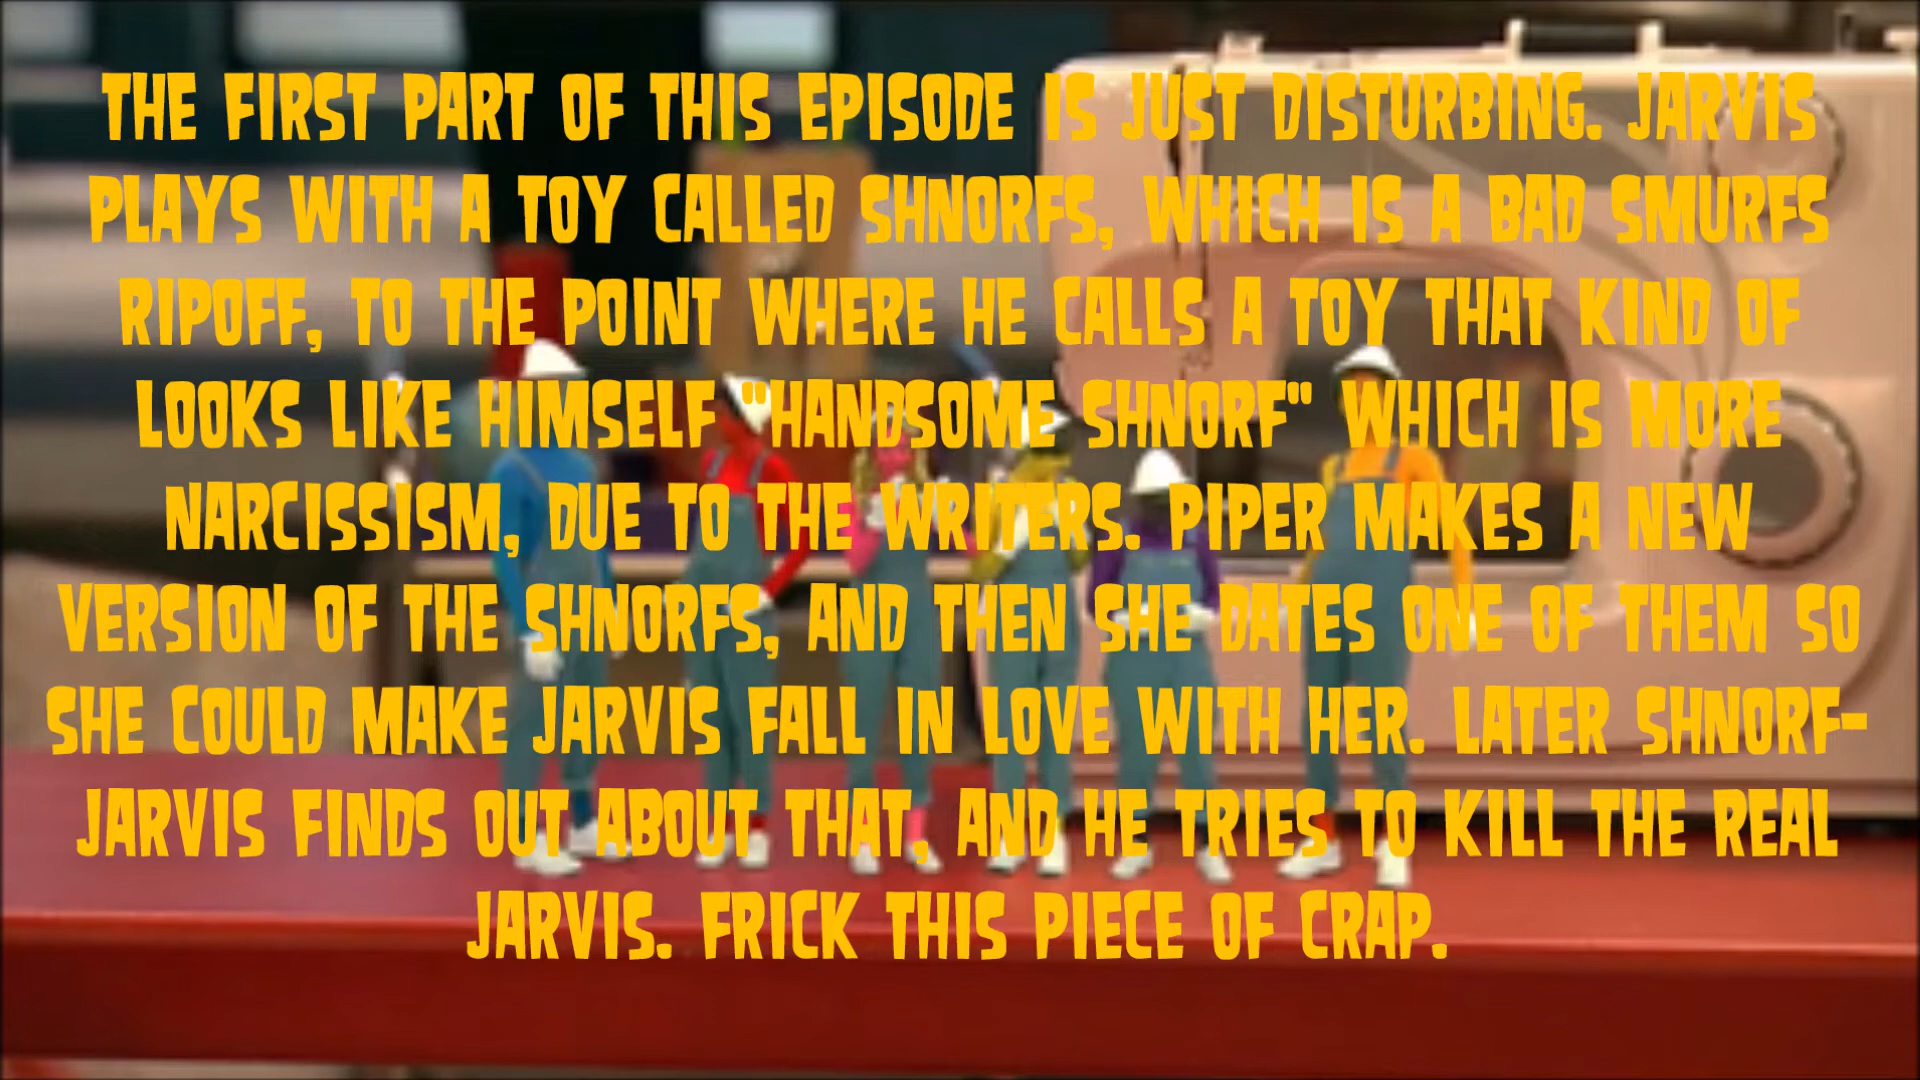 THE FIRST PART OF THIS EPISODE IS JUST DISTURBING. JARVIS
PLAYS WITH A TOY CALLED SHNORFS, WHICH IS A BAD SMURFS
RIPOFF, TO THE POINT WHERE HE CALLS A TOY THAT KIND OF
LOOKS LIKE HIMSELF "HANDSOME SHNORF" WHICH IS MORE
NARCISSISM, DUE TO THE WRITERS. PIPER MAKES A NEW
VERSION OF THE SHNORFS, AND THEN SHE DATES ONE OF THEM SO
SHE COULD MAKE JARVIS FALL IN LOVE WITH HER. LATER SHNORF-
JARVIS FINDS OUT ABOUT THAT, AND HE TRIES TO KILL THE REAL
JARVIS. FRICK THIS PIECE OF CRAP.